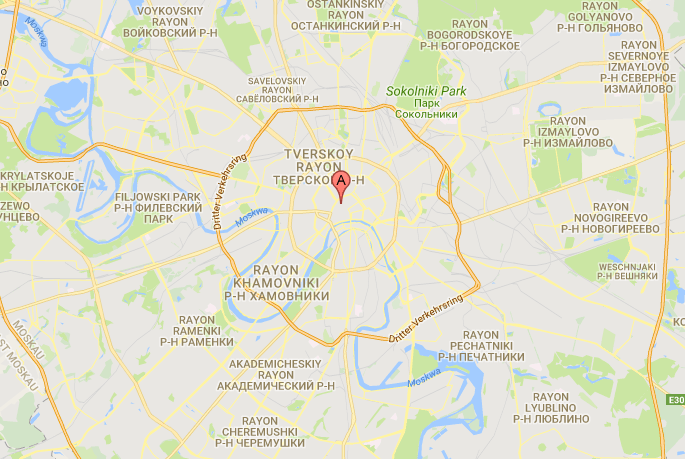 OSTANKINSKI
RAYON
ОСТАНКИНСКИЙ Р-Н
VOYKOVSKIY
RAYON
ВОЙКОВСКИЙ Р-Н
Moskwa
RAYON
BOGORODSKOYE
Р-Н БОГОРОДСКОЕ
RAYON
GOLYANOVO
Р-Н ГОЛЬЯНОВО
RAYON
SEVERNOYE
IZMAYLOVO
Р-Н СЕВЕРНОЕ
ИЗМАЙЛОВО
SAVELOVSKIY
RAYON
САВЁЛОВСКИЙ Р-Н
Sokolniki Park
Парк
Сокольники
RAYON
IZMAYLOVO
Р-Н ИЗМАЙЛОВО
TVERSKOY
RAYON
ТВЕРСКОЙ Р-Н
A
Dritter Verkehrsring
KRYLATSKOJE
Н КРЫЛАТСКОЕ
ZEWO
УНЦЕВО
FILJOWSKI PARK
Р-Н ФИЛЕВСКИЙ
ПАРК
Moskwa
RAYON
NOVOGIREEVO
Р-Н НОВОГИРЕЕВО
WESCHNJAKI
Р-Н ВЕШНЯКИ
RAYON
KHAMOVNIKI
Р-Н ХАМОВНИКИ
Dritter Verkehrsring
RAYON
RAMENKI
Р-Н РАМЕНКИ
RAYON
PECHATNIKI
Р-Н ПЕЧАТНИКИ
MOSKAU
ST MOSKAU
AKADEMICHESKIY
RAYON
АКАДЕМИЧЕСКИЙ Р-Н
Moskwa
RAYON
LYUBLINO
Р-Н ЛЮБЛИНО
E30
RAYON
CHEREMUSHKI
Р-Н ЧЕРЕМУШКИ